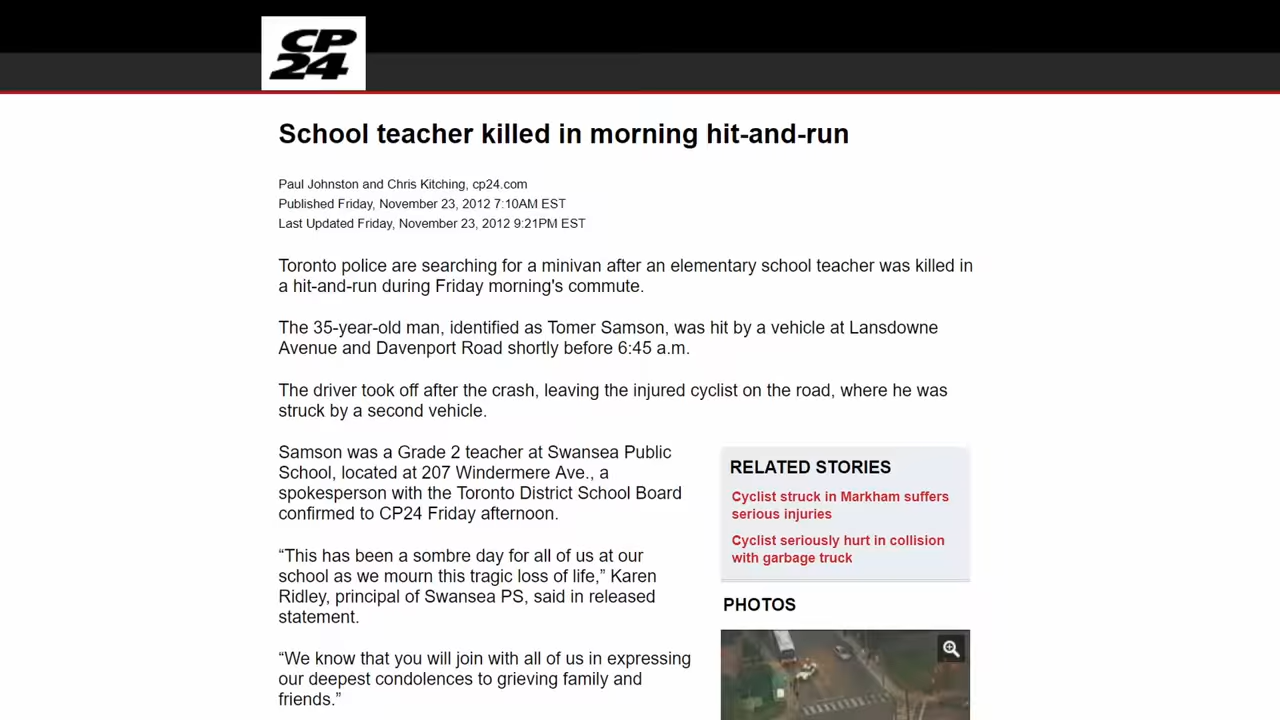 CP
24
School teacher killed in morning hit-and-run
Paul Johnston and Chris Kitching, cp24.com
Published Friday, November 23, 2012 7:10AM EST
Last Updated Friday, November 23, 2012 9:21PM EST
Toronto police are searching for a minivan after an elementary school teacher was killed in
a hit-and-run during Friday morning's commute.
The 35-year-old man, identified as Tomer Samson, was hit by a vehicle at Lansdowne
Avenue and Davenport Road shortly before 6:45 a.m.
The driver took off after the crash, leaving the injured cyclist on the road, where he was
struck by a second vehicle.
Samson was a Grade 2 teacher at Swansea Public
School, located at 207 Windermere Ave., a
spokesperson with the Toronto District School Board
confirmed to CP24 Friday afternoon.
“This has been a sombre day for all of us at our
school as we mourn this tragic loss of life,” Karen
Ridley, principal of Swansea PS, said in released
statement.
“We know that you will join with all of us in expressing
our deepest condolences to grieving family and
friends.”
RELATED STORIES
Cyclist struck in Markham suffers
serious injuries
Cyclist seriously hurt in collision
with garbage truck
PHOTOS